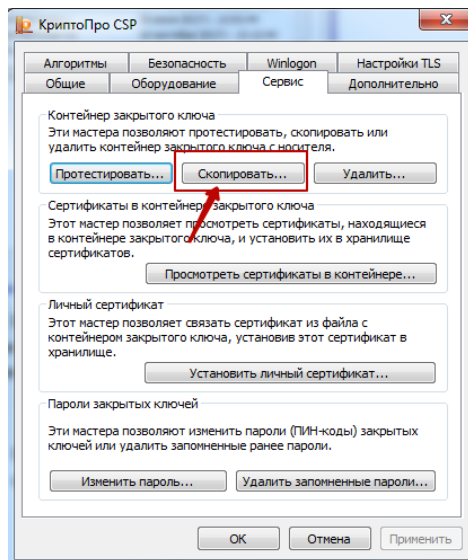 КриптоПро CSP
Алгоритмы Безопасность Winlogon Настройки TLS
Общие Оборудование Сервис Дополнительно
Контейнер закрытого ключа
Эти мастера позволяют протестировать, скопировать или
удалить контейнер закрытого ключа с носителя.
Протестировать... Скопировать... Удалить...
Сертификаты в контейнере закрытого ключа
Этот мастер позволяет просмотреть сертификаты, находящиеся
в контейнере закрытого ключа, и установить их в хранилище
сертификатов.
Просмотреть сертификаты в контейнере...
Личный сертификат
Этот мастер позволяет связать сертификат из файла с
контейнером закрытого ключа, установив этот сертификат в
хранилище.
Установить личный сертификат...
Пароли закрытых ключей
Эти мастера позволяют изменить пароли (ПИН-коды) закрытых
ключей или удалить запомненные ранее пароли.
Изменить пароль... Удалить запомненные пароли...
ОК Отмена Применить